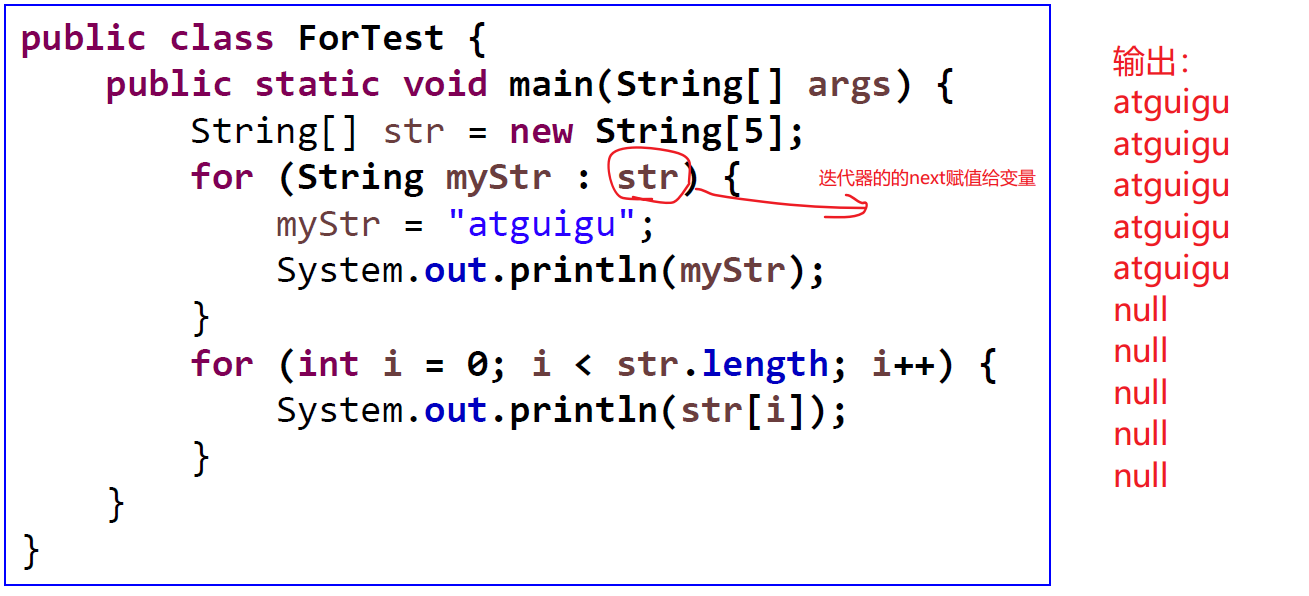 public class ForTest {
public static void main(String[] args) {
String[] str = new String[5];
for (String myStr : str) {
myStr = "atguigu";
System.out.println(myStr);
}
for (int i = 0; i < str.length; i++) {
System.out.println(str[i]);
}
}
}
迭代器的的next赋值给变量
输出：
atguigu
atguigu
atguigu
atguigu
atguigu
null
null
null
null
null